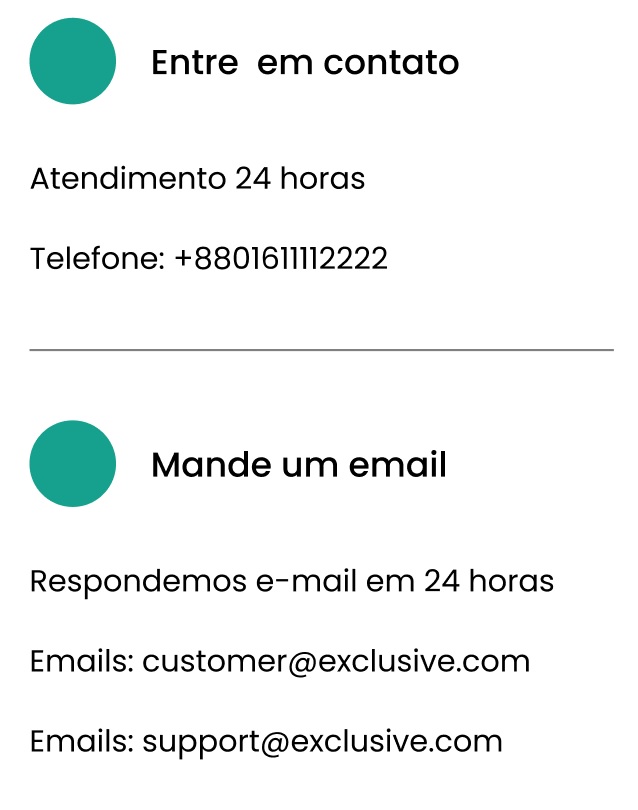 Entre  em contato
Atendimento 24 horas
Telefone: +8801611112222
Mande um email
Respondemos e-mail em 24 horas
Emails: customer@exclusive.com
Emails: support@exclusive.com